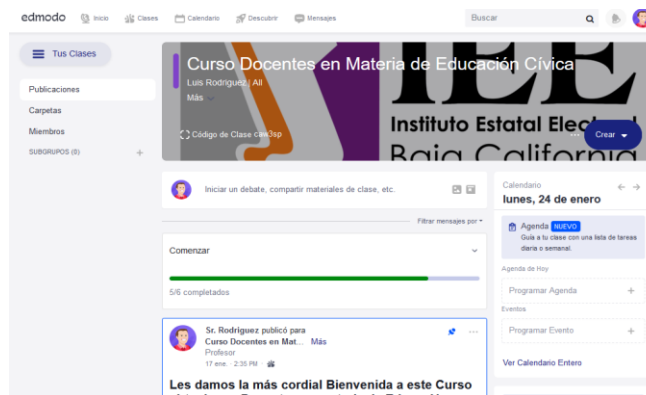 edmodo
Inicio
Clases
Calendario
Descubrir
Mensajes
Buscar
Tus Clases
Publicaciones
Carpetas
Miembros
SUBGRUPOS (0)
Curso Docentes en Materia de Educación Cívica
Luis Rodriguez | All
Más
Código de Clase caw3sp
IEE
Instituto Estatal Elec
Baja California
Crear
Iniciar un debate, compartir materiales de clase, etc.
Filtrar mensajes por
Comenzar
5/6 completados
Sr. Rodriguez publicó para
Curso Docentes en Mat... Más
Profesor
17 ene. · 2:35 PM ·
Les damos la más cordial Bienvenida a este Curso
Calendario
lunes, 24 de enero
Agenda NUEVO
Guía a tu clase con una lista de tareas
diaria o semanal.
Agenda de Hoy
Programar Agenda
Eventos
Programar Evento
Ver Calendario Entero